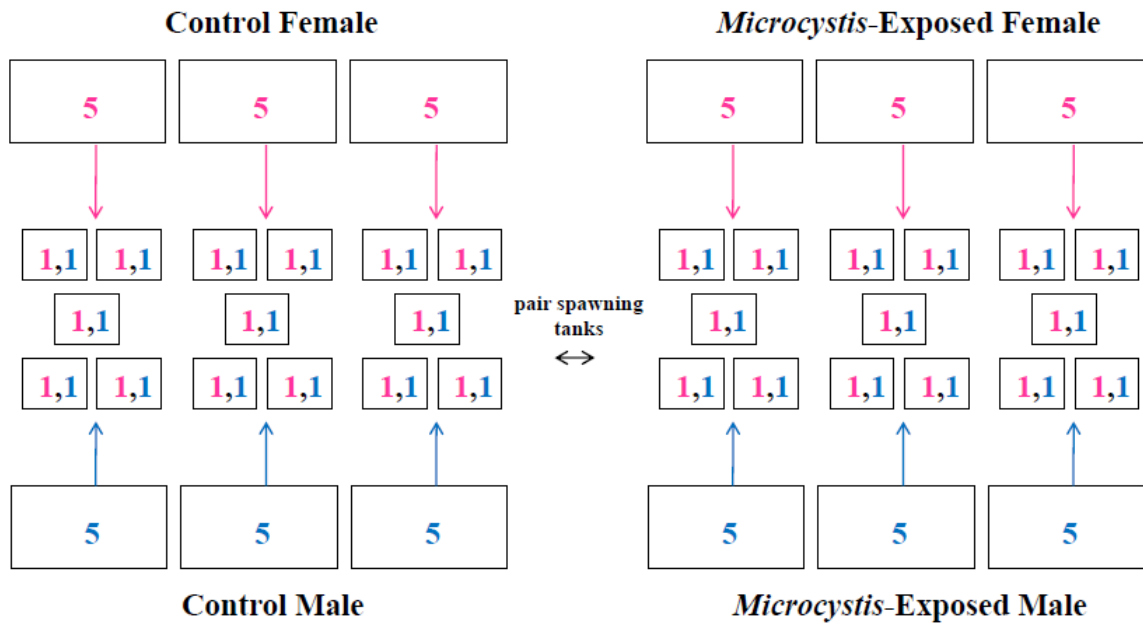 Control Female
Microcystis-Exposed Female
5 5 5 5 5 5
1,1 1,1 1,1 1,1 1,1 1,1 1,1 1,1 1,1 1,1 1,1 1,1
1,1 1,1 1,1 1,1 1,1 1,1
pair spawning
tanks
1,1 1,1 1,1 1,1 1,1 1,1 1,1 1,1 1,1 1,1 1,1 1,1
5 5 5 5 5 5
Control Male
Microcystis-Exposed Male